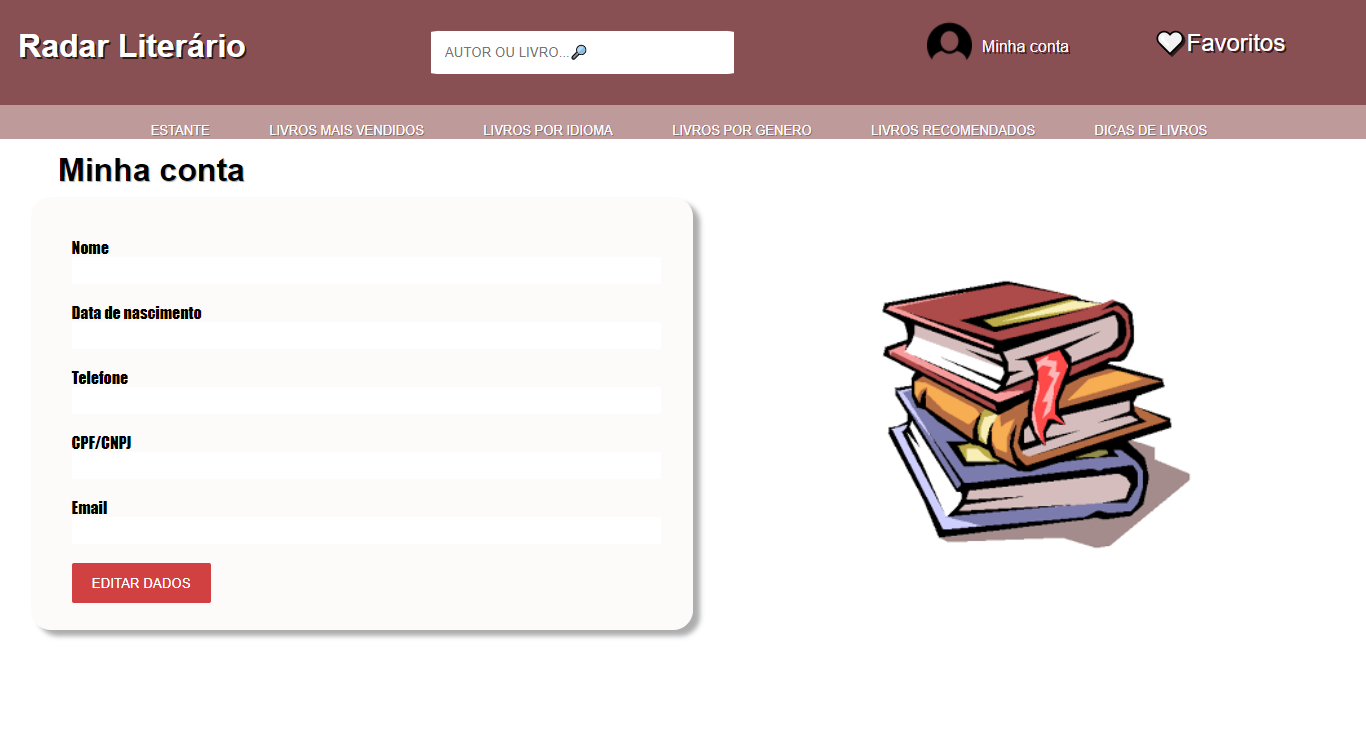 Radar Literário
AUTOR OU LIVRO...🔎
Minha conta
Favoritos
ESTANTE LIVROS MAIS VENDIDOS LIVROS POR IDIOMA LIVROS POR GENERO LIVROS RECOMENDADOS DICAS DE LIVROS
Minha conta
Nome
Data de nascimento
Telefone
CPF/CNPJ
Email
EDITAR DADOS